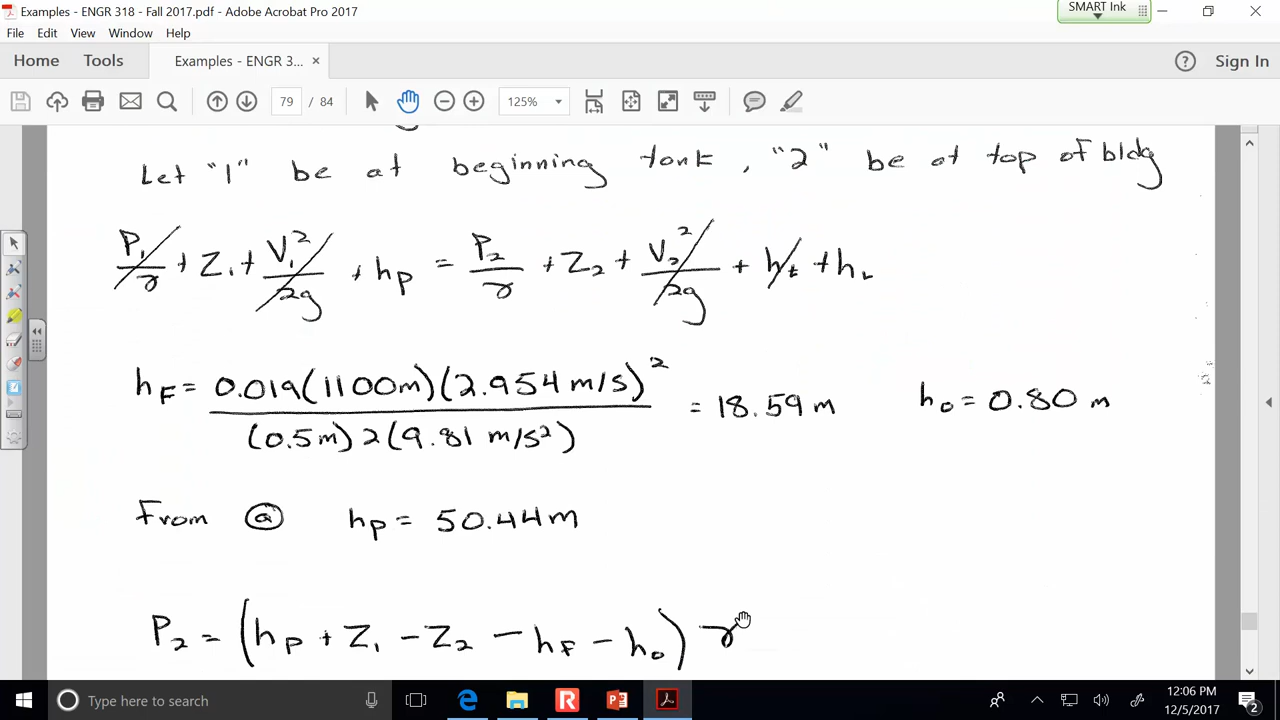 Examples - ENGR 318 - Fall 2017.pdf - Adobe Acrobat Pro 2017
SMART Ink
File Edit View Window Help
Home Tools Examples - ENGR 3... × Sign In
79 / 84 125%
Let "1" be at beginning tank, "2" be at top of bldg
P₁/γ + Z₁ + V₁²/2g + hp = P₂/γ + Z₂ + V₂²/2g + ht + hL
hF = 0.019(1100m)(2.954 m/s)² / (0.5m)2(9.81 m/s²) = 18.59 m h₀ = 0.80 m
From ⓐ hp = 50.44m
P₂ = (hp + Z₁ - Z₂ - hF - h₀) γ
Type here to search
12:06 PM
12/5/2017
2